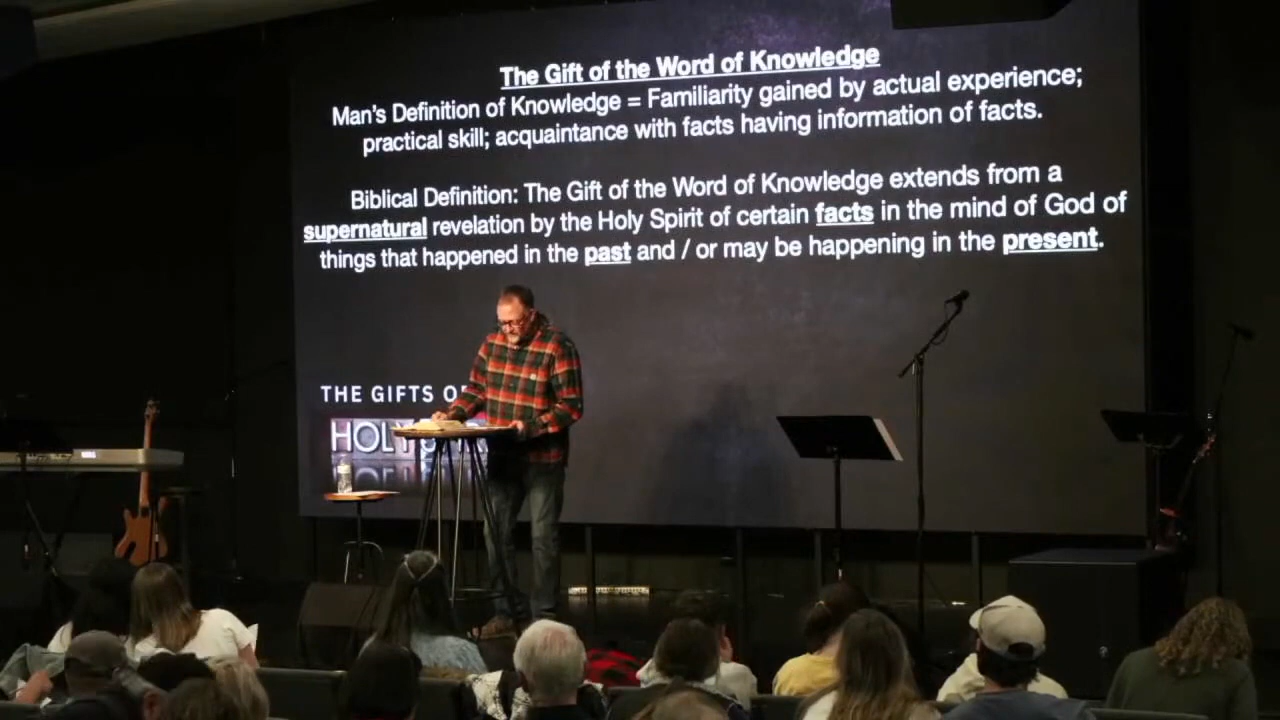 The Gift of the Word of Knowledge
Man's Definition of Knowledge = Familiarity gained by actual experience;
practical skill; acquaintance with facts having information of facts.
Biblical Definition: The Gift of the Word of Knowledge extends from a
supernatural revelation by the Holy Spirit of certain facts in the mind of God of
things that happened in the past and / or may be happening in the present.
THE GIFTS OF
HOLY